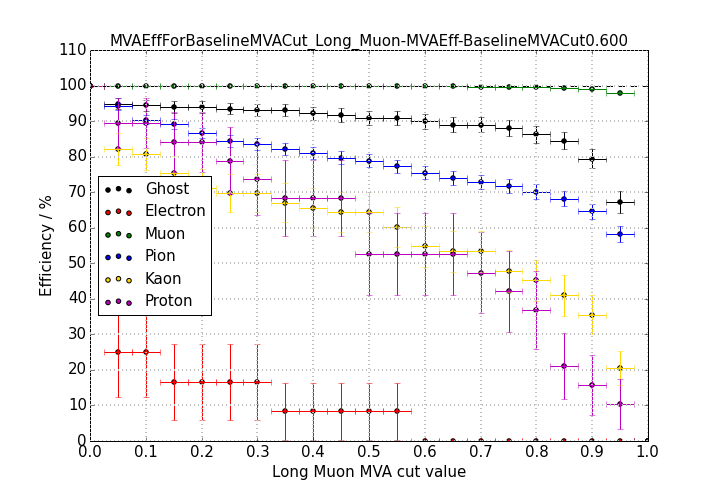 MVAEffForBaselineMVACut_Long_Muon-MVAEff-BaselineMVACut0.600
110
100
90
80
70
60
50
40
30
20
10
0
Efficiency / %
Ghost
Electron
Muon
Pion
Kaon
Proton
0.0 0.1 0.2 0.3 0.4 0.5 0.6 0.7 0.8 0.9 1.0
Long Muon MVA cut value